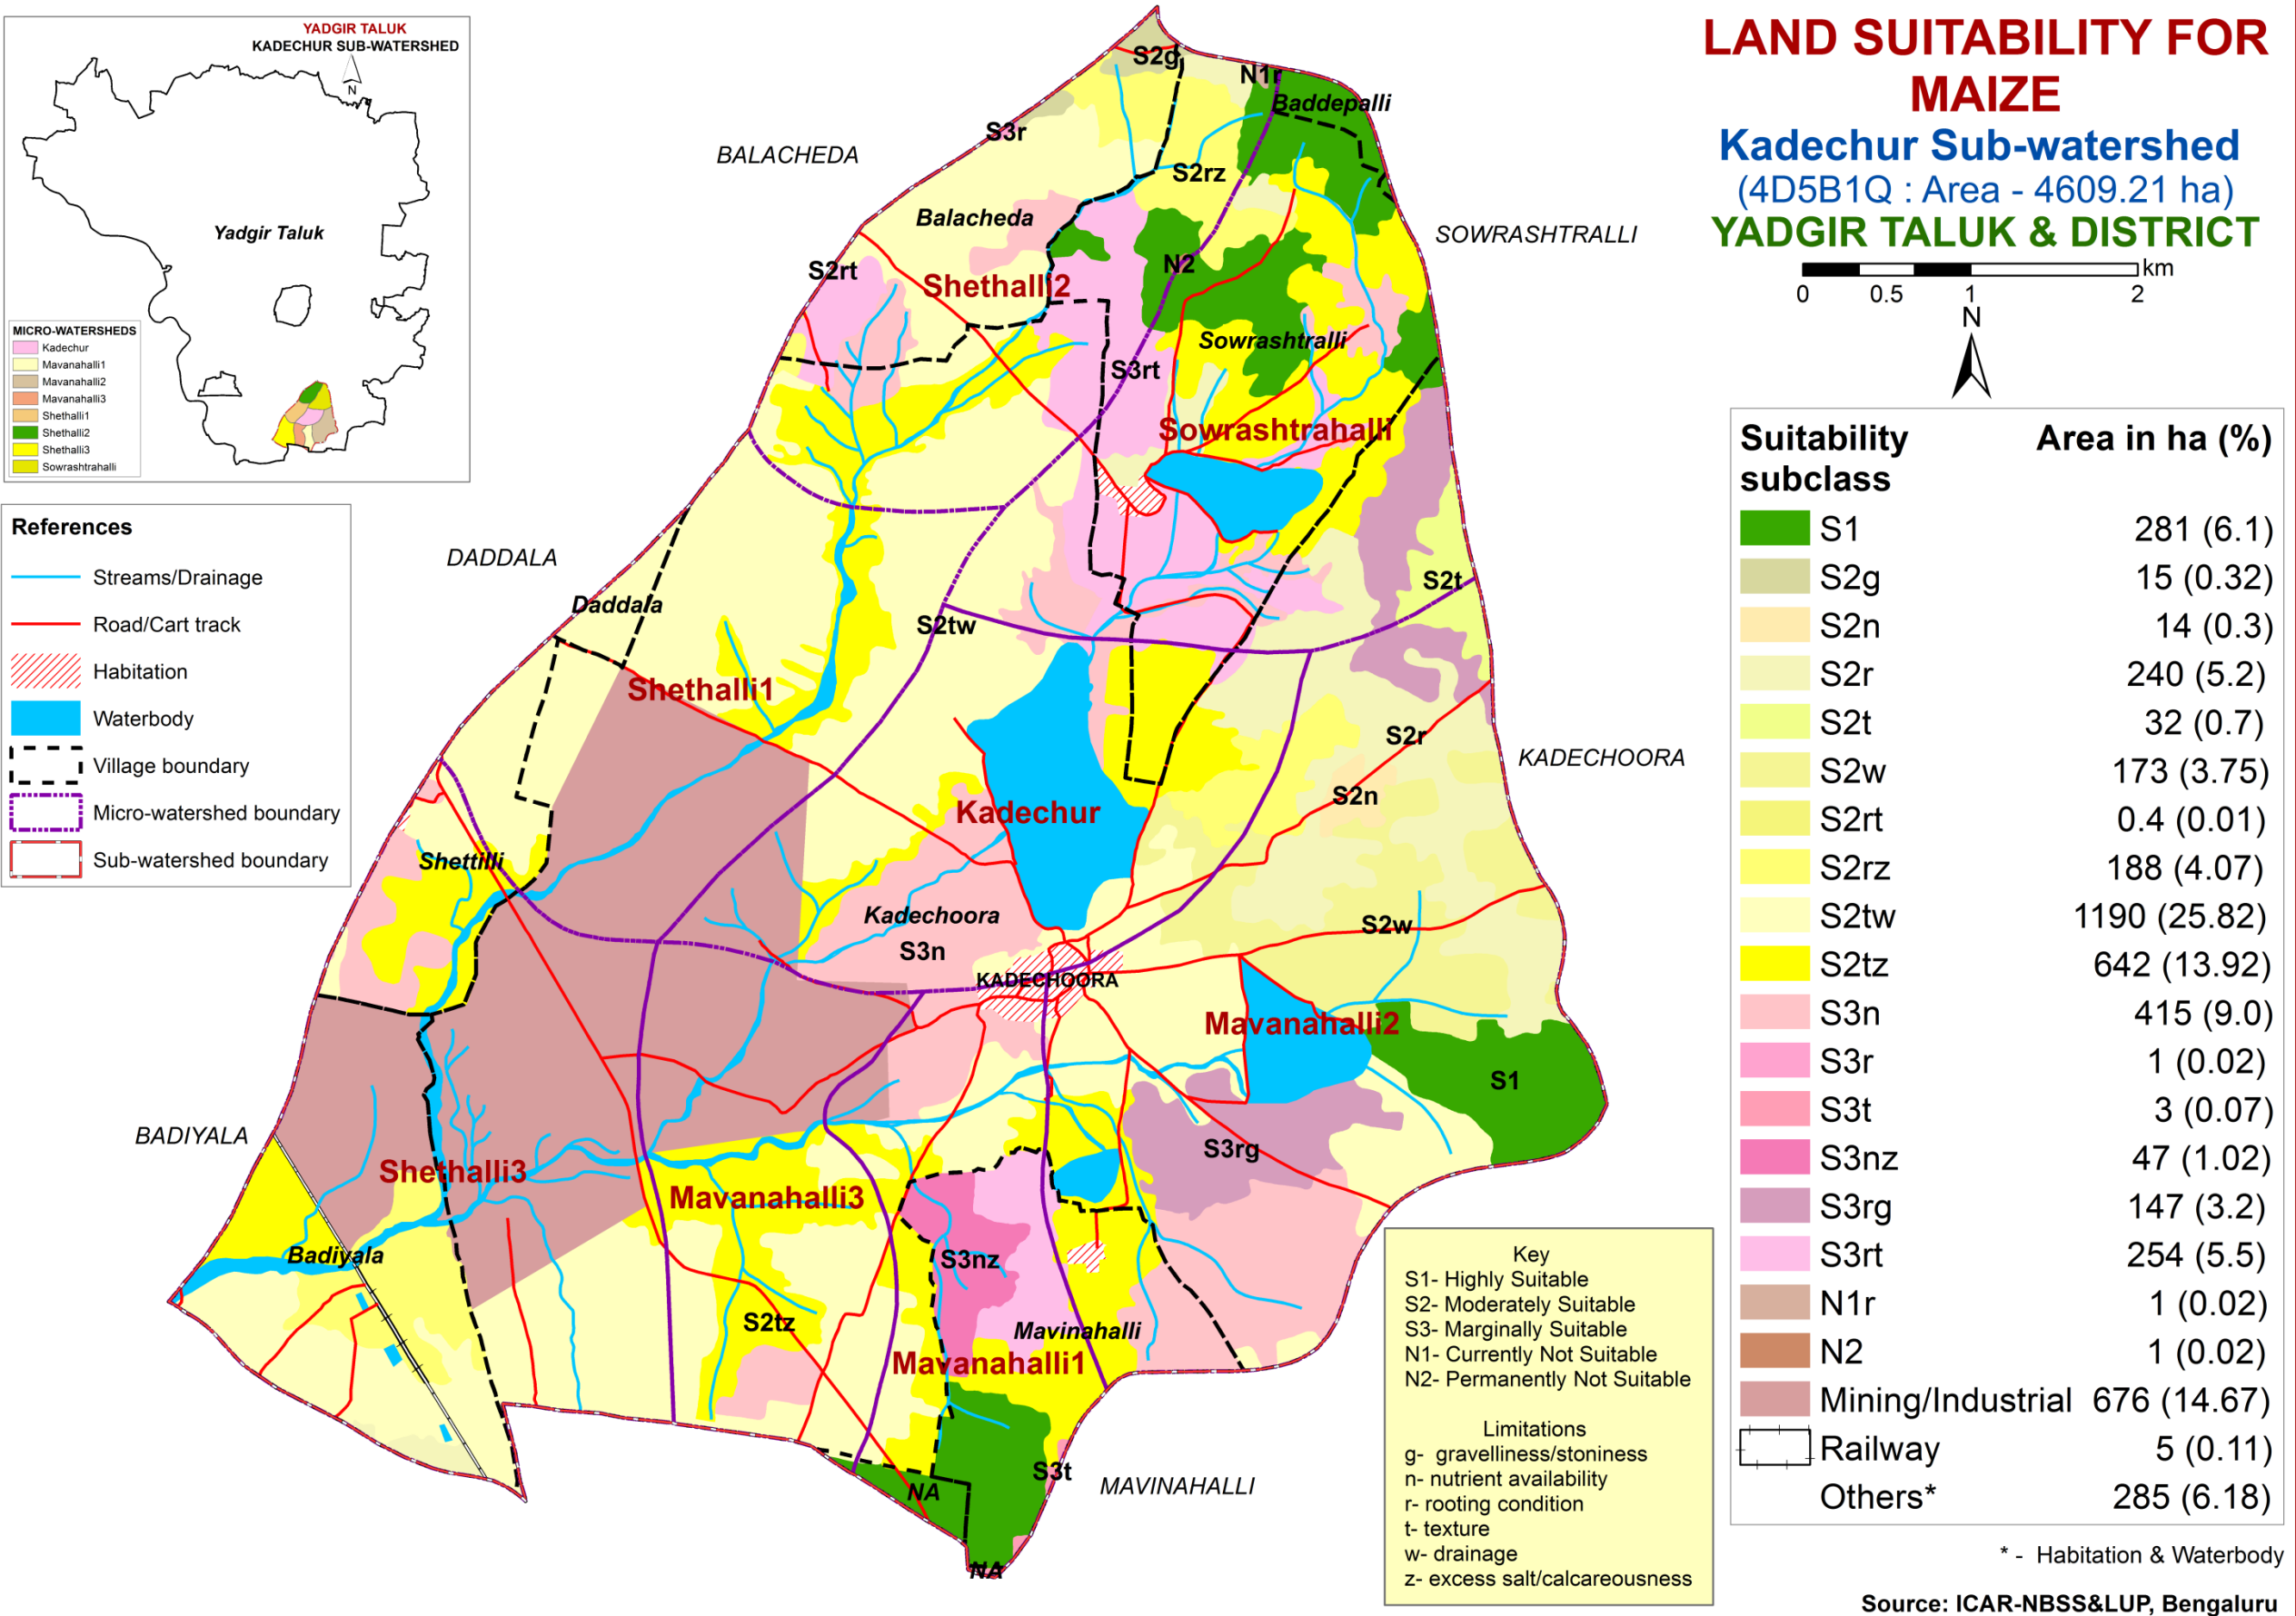 YADGIR TALUK
KADECHUR SUB-WATERSHED
N
Yadgir Taluk
MICRO-WATERSHEDS
Kadechur
Mavanahalli1
Mavanahalli2
Mavanahalli3
Shethalli1
Shethalli2
Shethalli3
Sowrashtrahalli
References
Streams/Drainage
Road/Cart track
Habitation
Waterbody
Village boundary
Micro-watershed boundary
Sub-watershed boundary
LAND SUITABILITY FOR
MAIZE
Kadechur Sub-watershed
(4D5B1Q : Area - 4609.21 ha)
YADGIR TALUK & DISTRICT
km
0 0.5 1 2
N
Suitability subclass Area in ha (%)
S1 281 (6.1)
S2g 15 (0.32)
S2n 14 (0.3)
S2r 240 (5.2)
S2t 32 (0.7)
S2w 173 (3.75)
S2rt 0.4 (0.01)
S2rz 188 (4.07)
S2tw 1190 (25.82)
S2tz 642 (13.92)
S3n 415 (9.0)
S3r 1 (0.02)
S3t 3 (0.07)
S3nz 47 (1.02)
S3rg 147 (3.2)
S3rt 254 (5.5)
N1r 1 (0.02)
N2 1 (0.02)
Mining/Industrial 676 (14.67)
Railway 5 (0.11)
Others* 285 (6.18)
* - Habitation & Waterbody
Source: ICAR-NBSS&LUP, Bengaluru
Key
S1- Highly Suitable
S2- Moderately Suitable
S3- Marginally Suitable
N1- Currently Not Suitable
N2- Permanently Not Suitable
Limitations
g- gravelliness/stoniness
n- nutrient availability
r- rooting condition
t- texture
w- drainage
z- excess salt/calcareousness
S2g
N1r
Baddepalli
S3r
BALACHEDA
S2rz
Balacheda
SOWRASHTRALLI
N2
S2rt
Shethalli2
Sowrashtralli
S3rt
Sowrashtrahalli
DADDALA
S2t
Daddala
S2tw
Shethalli1
S2r
KADECHOORA
S2n
Kadechur
Shettilli
Kadechoora
S2w
S3n
KADECHOORA
Mavanahalli2
S1
BADIYALA
S3rg
Shethalli3
Mavanahalli3
Badiyala
S3nz
S2tz
Mavinahalli
Mavanahalli1
S3t
MAVINAHALLI
NA
NA